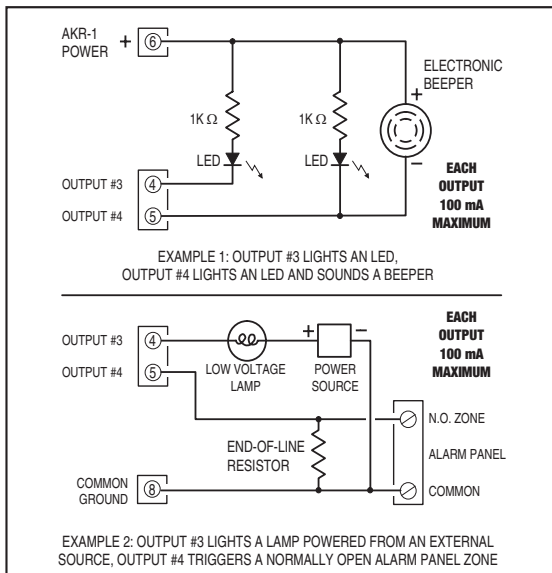 AKR-1
POWER
+
6
ELECTRONIC
BEEPER
+
1K Ω
1K Ω
LED
LED
−
OUTPUT #3
4
OUTPUT #4
5
EACH
OUTPUT
100 mA
MAXIMUM
EXAMPLE 1: OUTPUT #3 LIGHTS AN LED,
OUTPUT #4 LIGHTS AN LED AND SOUNDS A BEEPER
OUTPUT #3
4
OUTPUT #4
5
LOW VOLTAGE
LAMP
+
−
POWER
SOURCE
EACH
OUTPUT
100 mA
MAXIMUM
END-OF-LINE
RESISTOR
N.O. ZONE
ALARM PANEL
COMMON
COMMON
GROUND
8
EXAMPLE 2: OUTPUT #3 LIGHTS A LAMP POWERED FROM AN EXTERNAL
SOURCE, OUTPUT #4 TRIGGERS A NORMALLY OPEN ALARM PANEL ZONE